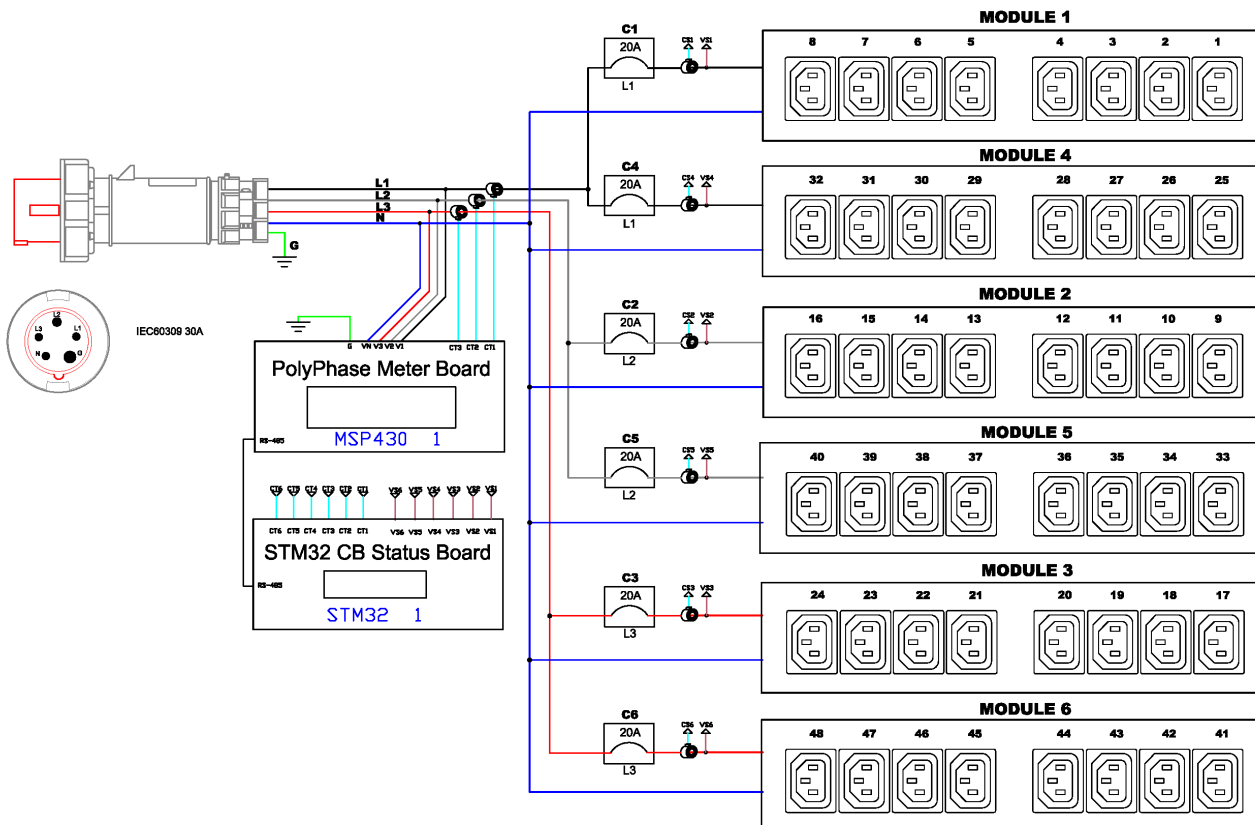 MODULE 1
8 7 6 5 4 3 2 1
C1
20A
L1
CS1 VS1
MODULE 4
32 31 30 29 28 27 26 25
C4
20A
L1
CS4 VS4
L1
L2
L3
N
G
MODULE 2
16 15 14 13 12 11 10 9
C2
20A
L2
CS2 VS2
L2
L3 L1
N G
IEC60309 30A
G VN V3 V2 V1 CT3 CT2 CT1
PolyPhase Meter Board
MSP430 1
RS-485
MODULE 5
40 39 38 37 36 35 34 33
C5
20A
L2
CS5 VS5
CT6 CT5 CT4 CT3 CT2 CT1 VS6 VS5 VS4 VS3 VS2 VS1
CT6 CT5 CT4 CT3 CT2 CT1 VS6 VS5 VS4 VS3 VS2 VS1
STM32 CB Status Board
RS-485
STM32 1
MODULE 3
24 23 22 21 20 19 18 17
C3
20A
L3
CS3 VS3
MODULE 6
48 47 46 45 44 43 42 41
C6
20A
L3
CS6 VS6